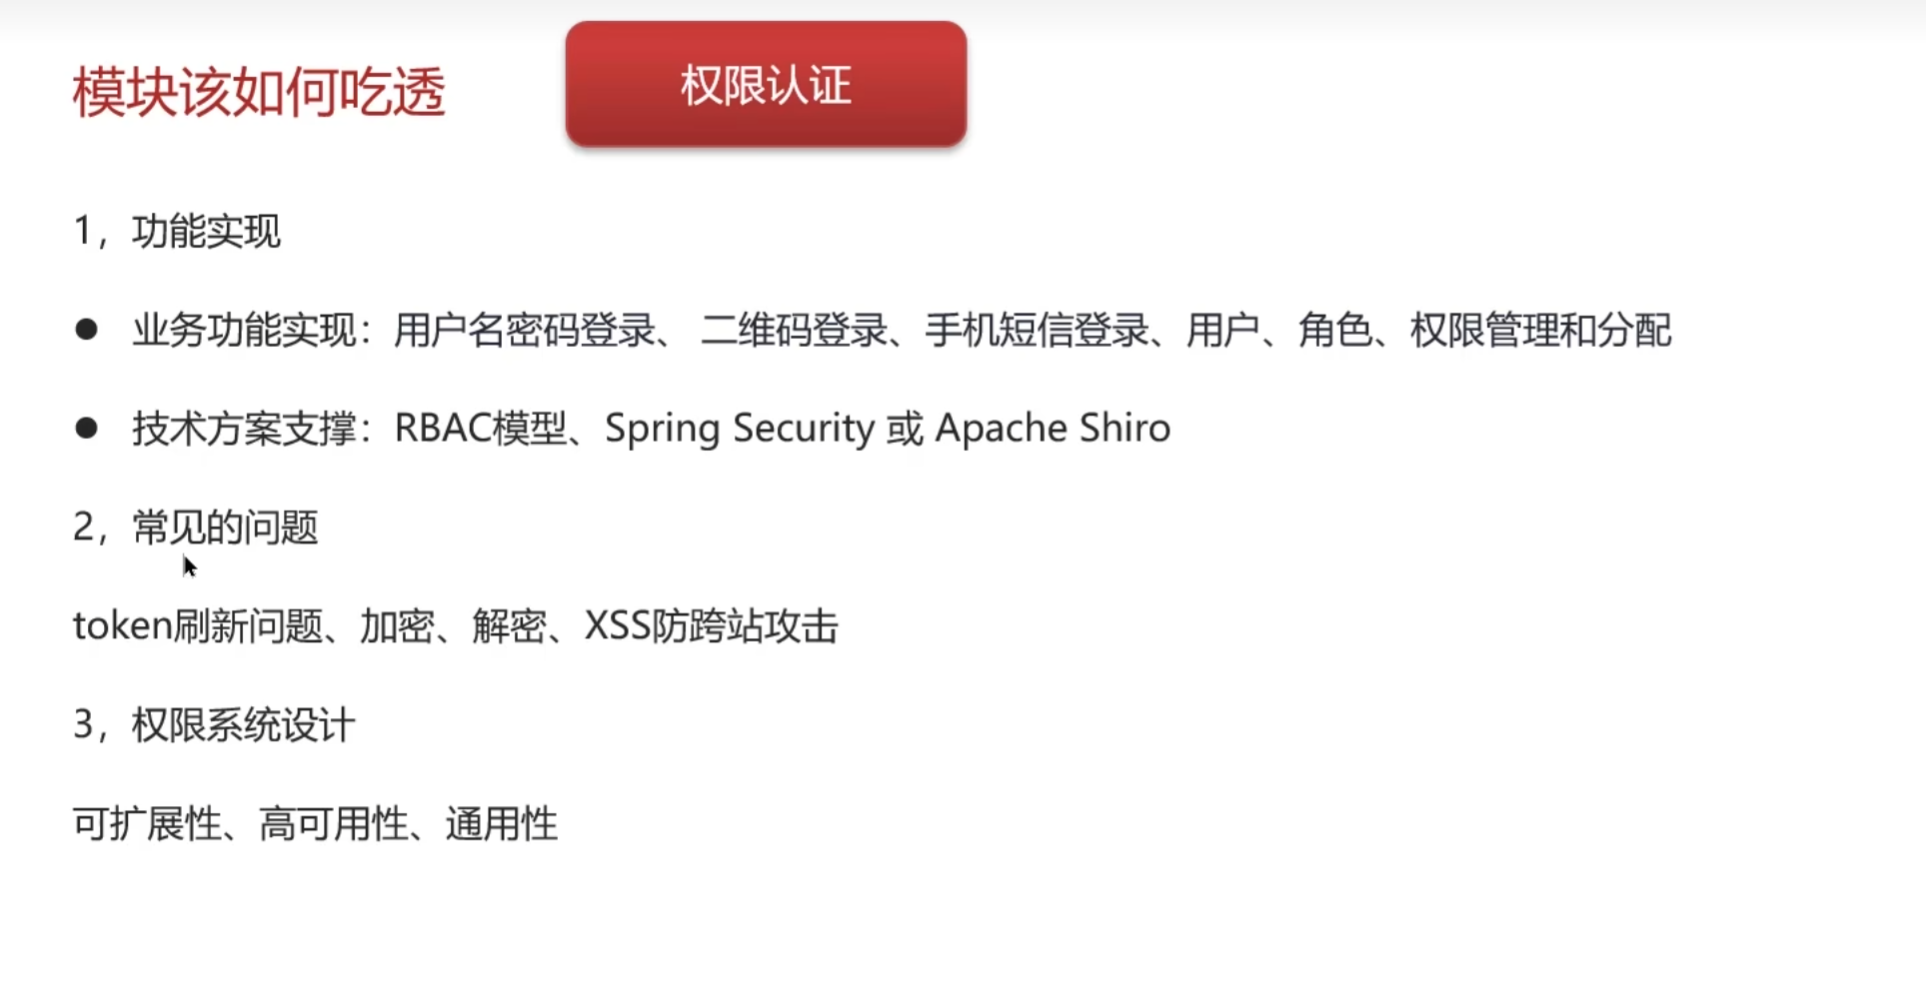 模块该如何吃透
权限认证
1，功能实现
● 业务功能实现：用户名密码登录、 二维码登录、手机短信登录、用户、角色、权限管理和分配
● 技术方案支撑：RBAC模型、Spring Security 或 Apache Shiro
2，常见的问题
token刷新问题、加密、解密、XSS防跨站攻击
3，权限系统设计
可扩展性、高可用性、通用性